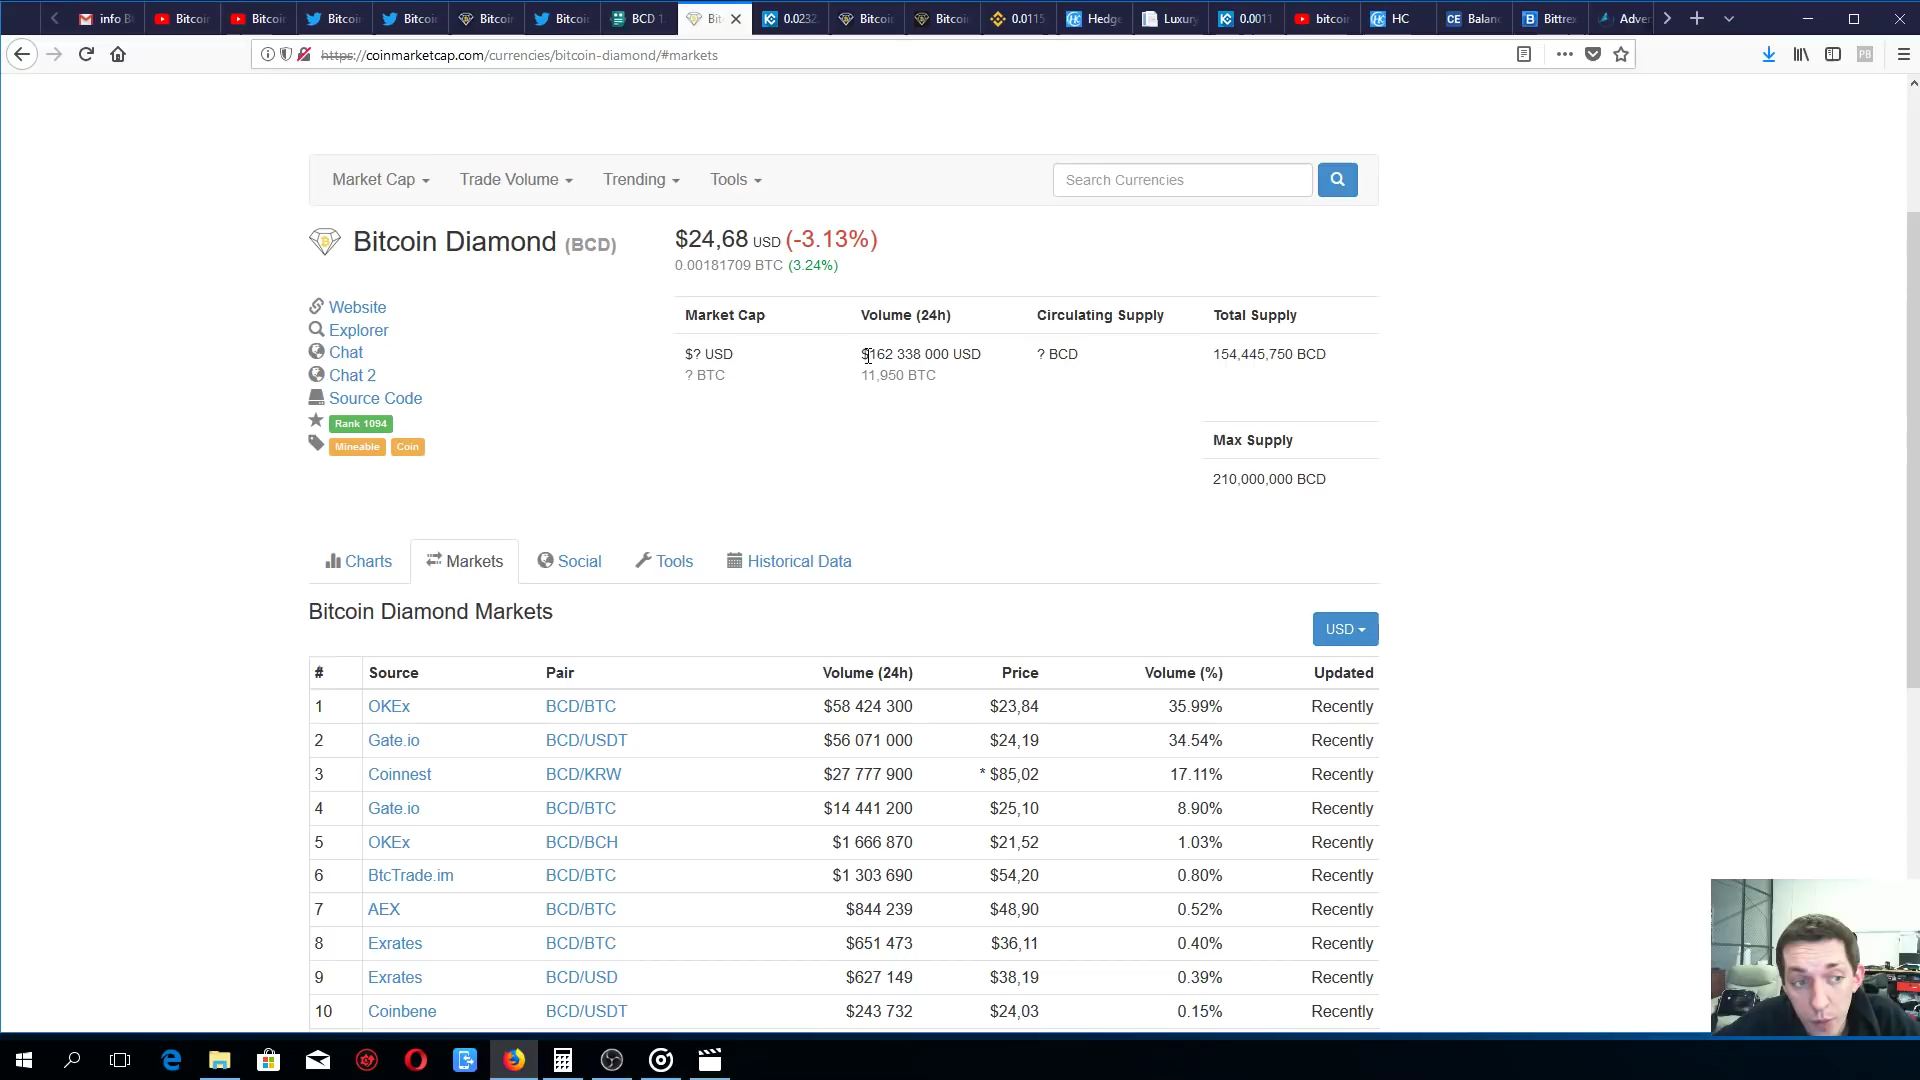 info B
Bitcoin
Bitcoin
Bitcoin
Bitcoin
Bitcoin
Bitcoin
BCD 1.
Bit
0.0232
Bitcoin
Bitcoin
0.0115
Hedge
Luxury
0.0011
bitcoin
HC
Balan
Bittrex
Adver
https://coinmarketcap.com/currencies/bitcoin-diamond/#markets
Market Cap Trade Volume Trending Tools Search Currencies
Bitcoin Diamond (BCD)
$24,68 USD (-3.13%)
0.00181709 BTC (3.24%)
Website
Explorer
Chat
Chat 2
Source Code
Rank 1094
Mineable Coin
Market Cap Volume (24h) Circulating Supply Total Supply
$? USD $162 338 000 USD ? BCD 154,445,750 BCD
? BTC 11,950 BTC
Max Supply
210,000,000 BCD
Charts Markets Social Tools Historical Data
Bitcoin Diamond Markets
USD
# Source Pair Volume (24h) Price Volume (%) Updated
1 OKEx BCD/BTC $58 424 300 $23,84 35.99% Recently
2 Gate.io BCD/USDT $56 071 000 $24,19 34.54% Recently
3 Coinnest BCD/KRW $27 777 900 * $85,02 17.11% Recently
4 Gate.io BCD/BTC $14 441 200 $25,10 8.90% Recently
5 OKEx BCD/BCH $1 666 870 $21,52 1.03% Recently
6 BtcTrade.im BCD/BTC $1 303 690 $54,20 0.80% Recently
7 AEX BCD/BTC $844 239 $48,90 0.52% Recently
8 Exrates BCD/BTC $651 473 $36,11 0.40% Recently
9 Exrates BCD/USD $627 149 $38,19 0.39% Recently
10 Coinbene BCD/USDT $243 732 $24,03 0.15% Recently